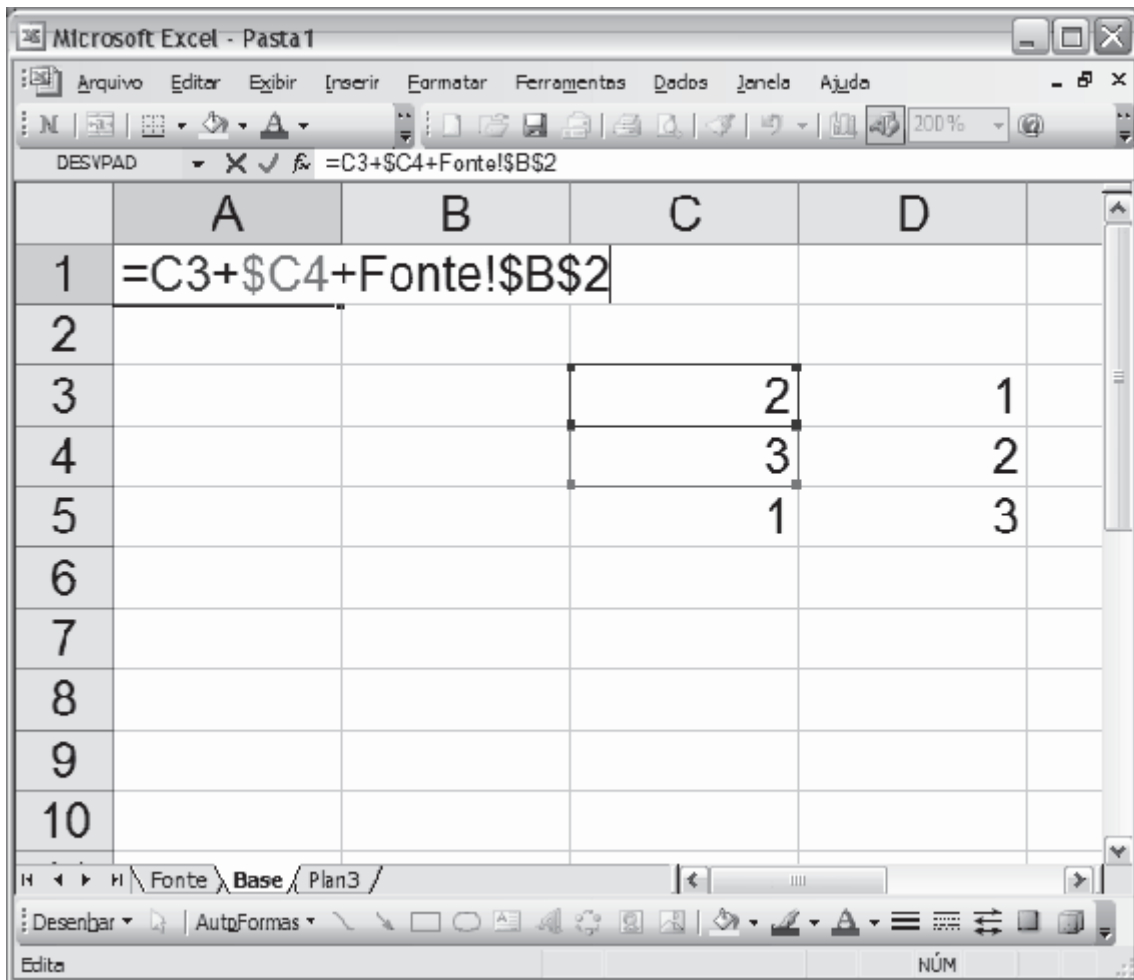 Microsoft Excel - Pasta1
Arquivo Editar Exibir Inserir Formatar Ferramentas Dados Janela Ajuda
N 200%
DESVPAD fx =C3+$C4+Fonte!$B$2
A B C D
1 =C3+$C4+Fonte!$B$2
2
3 2 1
4 3 2
5 1 3
6
7
8
9
10
Fonte Base Plan3
Desenhar AutoFormas A
Edita NÚM